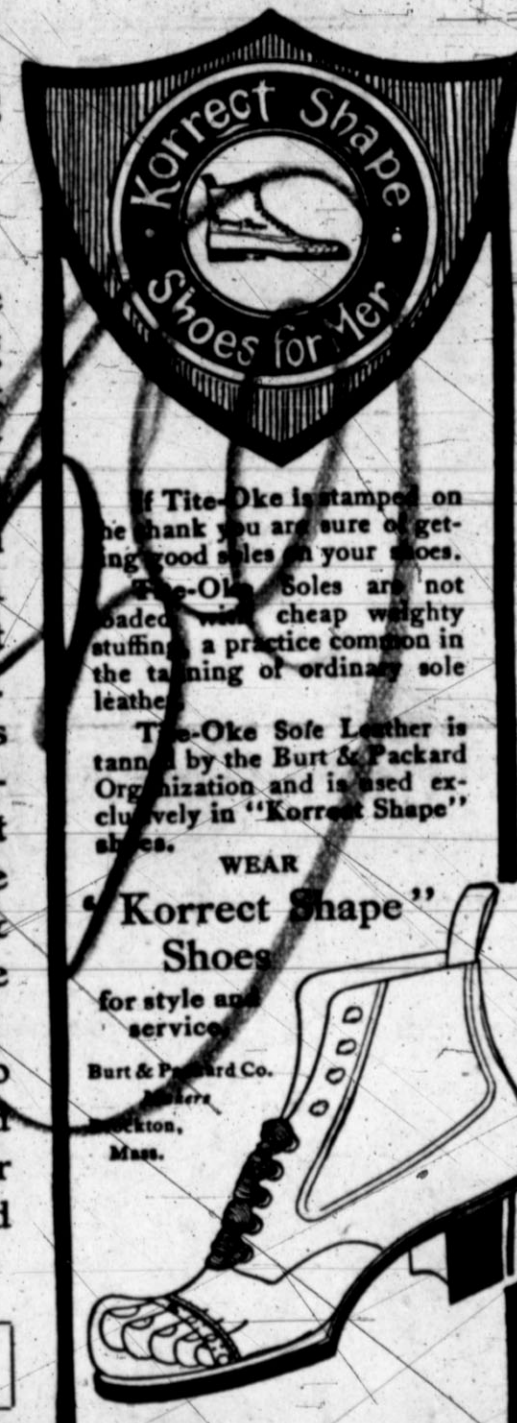 Korrect Shape
Shoes for Men
If Tite-Oke is stamped on
the shank you are sure of get-
ting good soles on your shoes.
Tite-Oke Soles are not
loaded with cheap weighty
stuffing, a practice common in
the tanning of ordinary sole
leather.
Tite-Oke Sole Leather is
tanned by the Burt & Packard
Organization and is used ex-
clusively in "Korrect Shape"
shoes.
WEAR
"Korrect Shape"
Shoes
for style and
service.
Burt & Packard Co.
Makers
Brockton,
Mass.